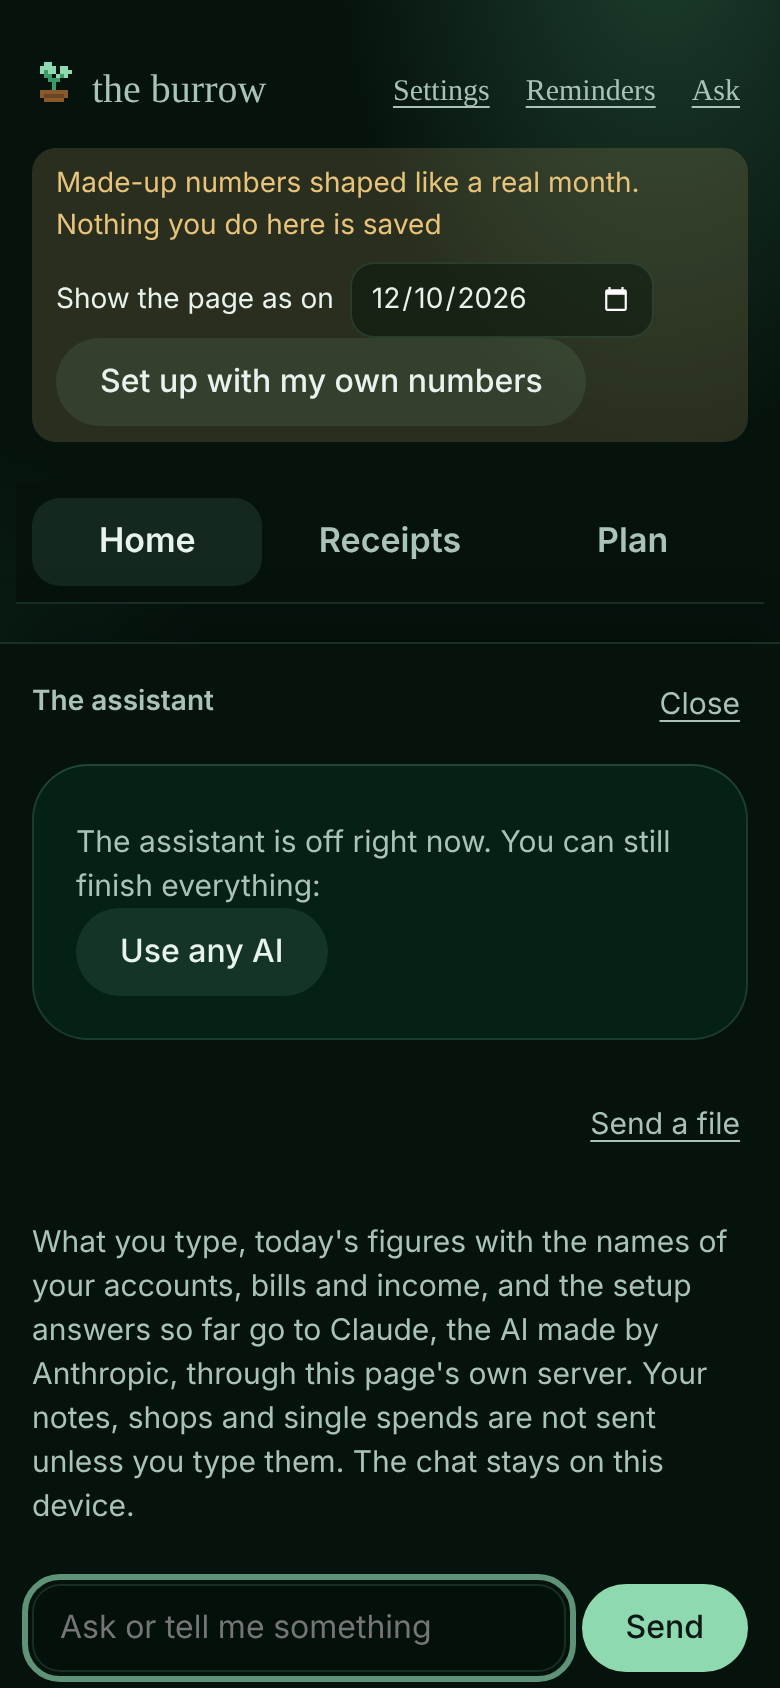 the burrow
Settings
Reminders
Ask
Made-up numbers shaped like a real month.
Nothing you do here is saved
Show the page as on
12/10/2026
Set up with my own numbers
Home
Receipts
Plan
The assistant
Close
The assistant is off right now. You can still
finish everything:
Use any AI
Send a file
What you type, today's figures with the names of
your accounts, bills and income, and the setup
answers so far go to Claude, the AI made by
Anthropic, through this page's own server. Your
notes, shops and single spends are not sent
unless you type them. The chat stays on this
device.
Ask or tell me something
Send